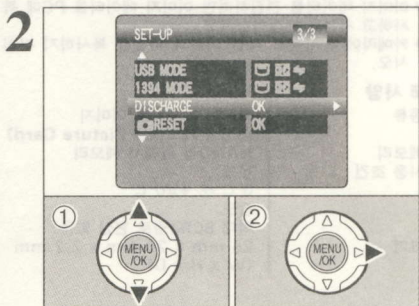 2
SET-UP 3/3
USB MODE
1394 MODE
DISCHARGE OK
RESET OK
①
②
MENU /OK
MENU /OK